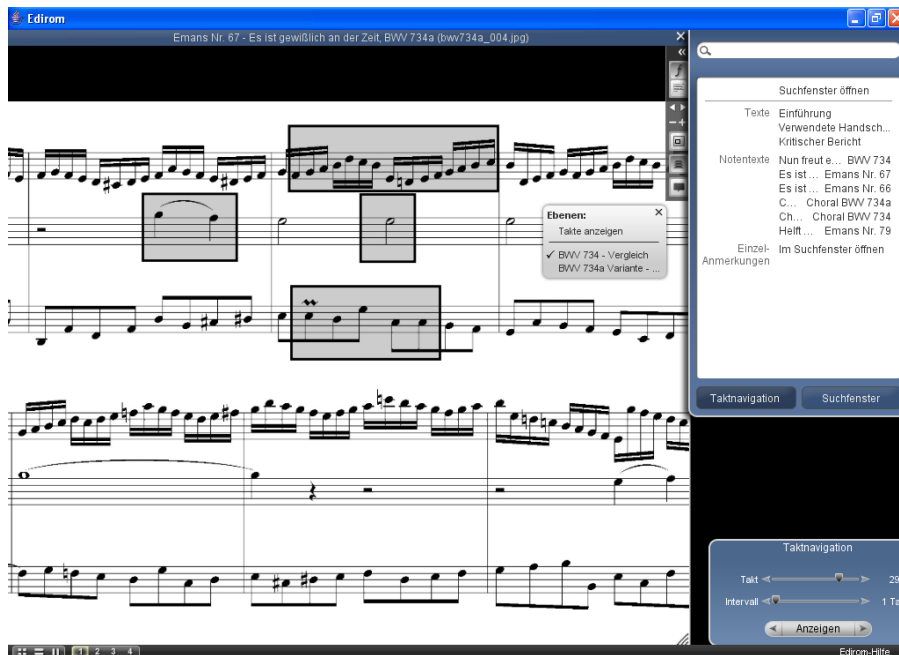 Edirom
Emans Nr. 67 - Es ist gewißlich an der Zeit, BWV 734a (bwv734a_004.jpg)
Suchfenster öffnen
Texte Einführung
Verwendete Handsch...
Kritischer Bericht
Notentexte Nun freut e... BWV 734
Es ist ... Emans Nr. 67
Es ist ... Emans Nr. 66
C... Choral BWV 734a
Ch... Choral BWV 734
Helft ... Emans Nr. 79
Einzel-
Anmerkungen Im Suchfenster öffnen
Ebenen:
Takte anzeigen
BWV 734 - Vergleich
BWV 734a Variante - ...
Taktnavigation Suchfenster
Taktnavigation
Takt 29
Intervall 1 Ta
Anzeigen
1 2 3 4
Edirom-Hilfe